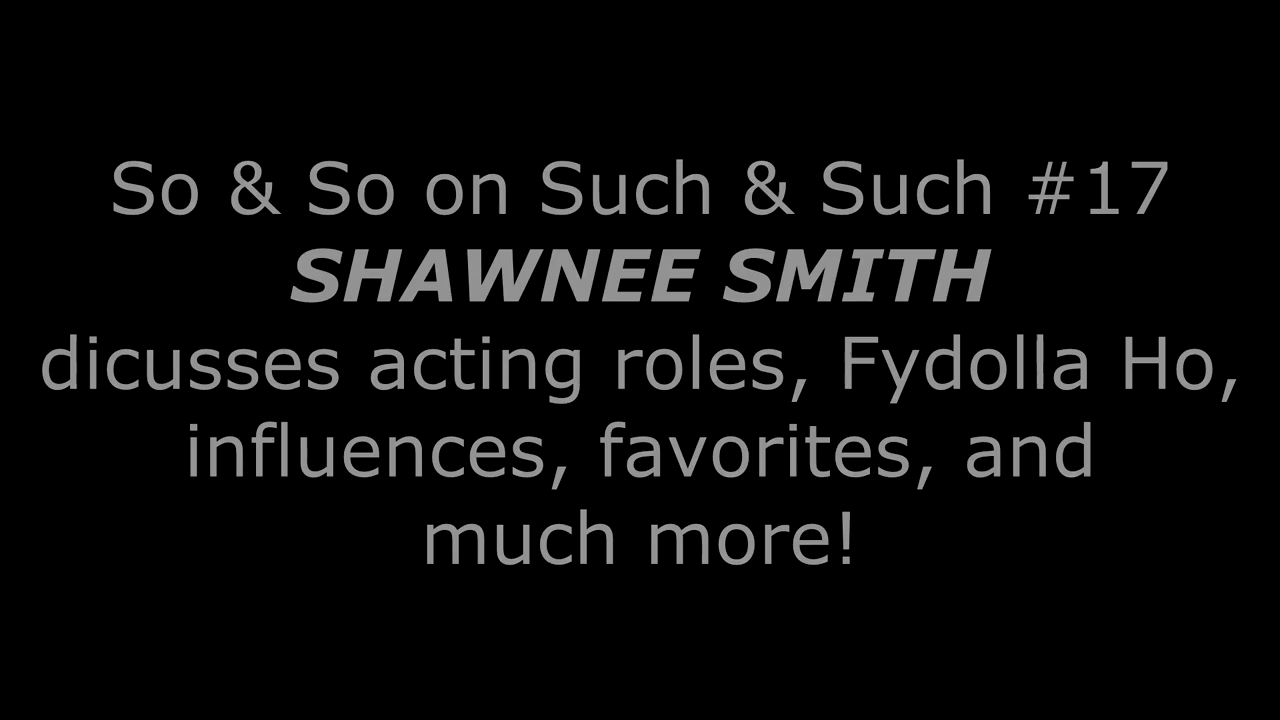 So & So on Such & Such #17
SHAWNEE SMITH
dicusses acting roles, Fydolla Ho,
influences, favorites, and
much more!